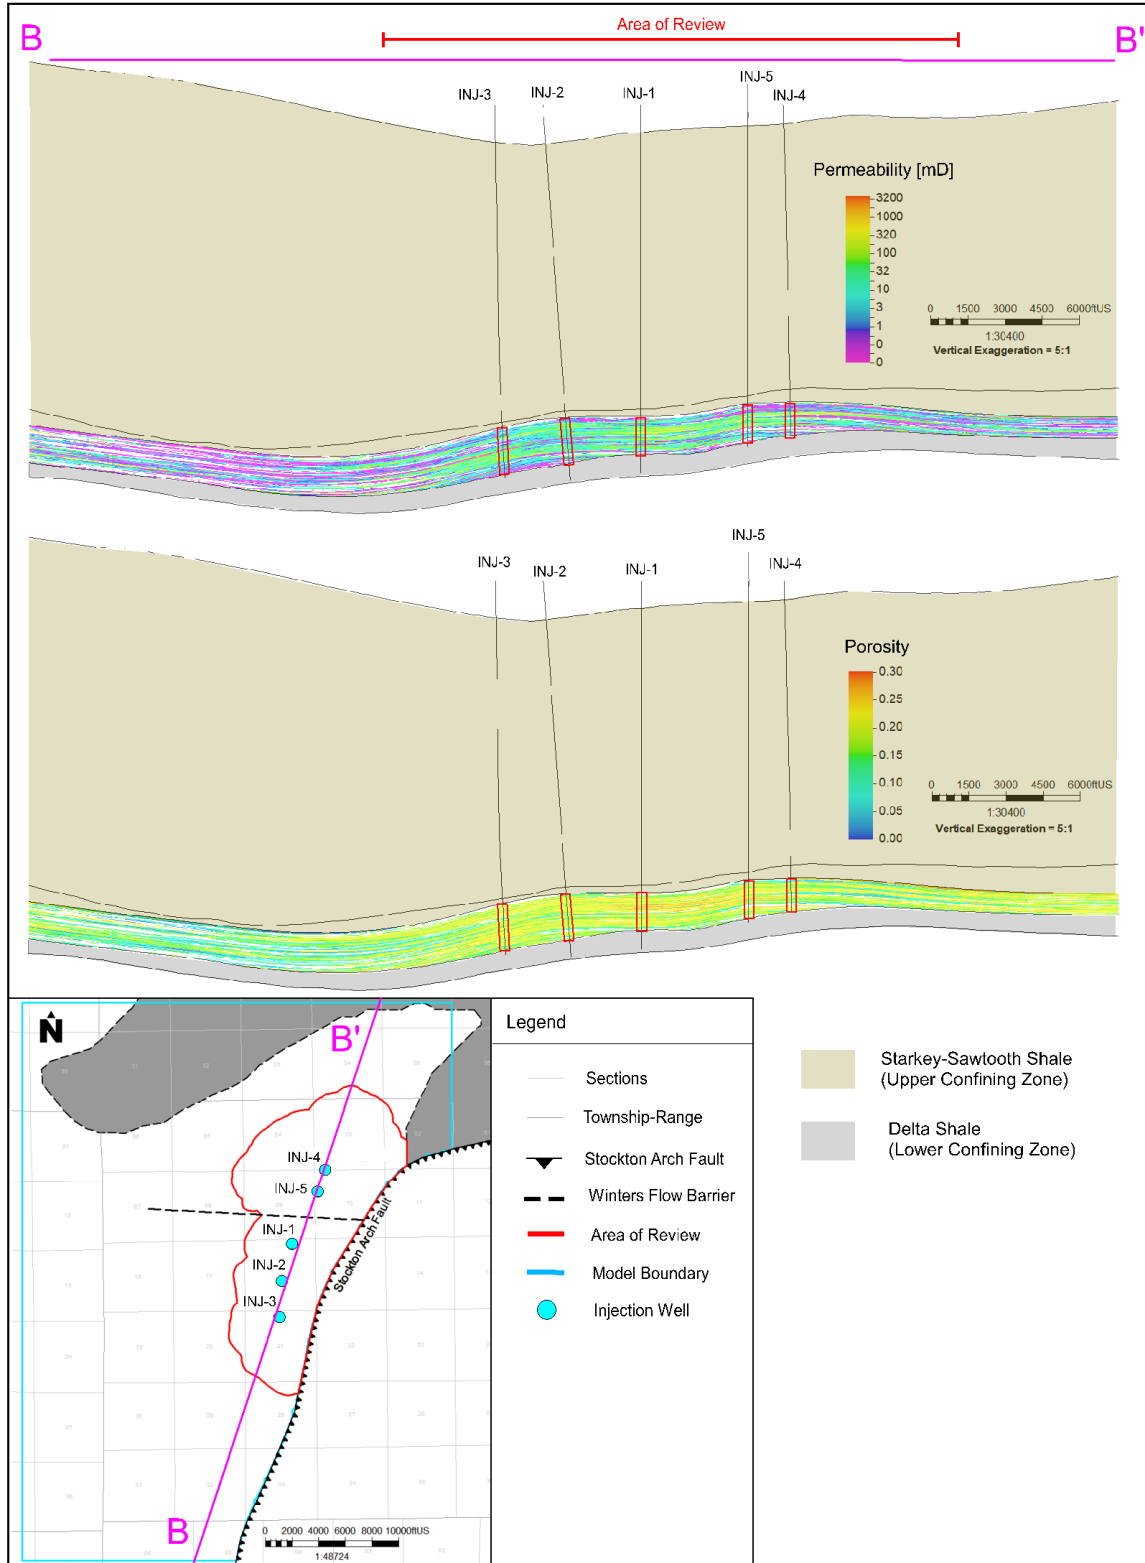 Area of Review
B
B'
INJ-3
INJ-2
INJ-1
INJ-5
INJ-4
Permeability [mD]
3200
1000
320
100
32
10
3
1
0
0
0 1500 3000 4500 6000ftUS
1:30400
Vertical Exaggeration = 5:1
INJ-3
INJ-2
INJ-1
INJ-5
INJ-4
Porosity
0.30
0.25
0.20
0.15
0.10
0.05
0.00
0 1500 3000 4500 6000ftUS
1:30400
Vertical Exaggeration = 5:1
N
B'
INJ-4
INJ-5
INJ-1
INJ-2
INJ-3
Stockton Arch Fault
B
0 2000 4000 6000 8000 10000ftUS
1:48724
Legend
Sections
Township-Range
Stockton Arch Fault
Winters Flow Barrier
Area of Review
Model Boundary
Injection Well
Starkey-Sawtooth Shale
(Upper Confining Zone)
Delta Shale
(Lower Confining Zone)